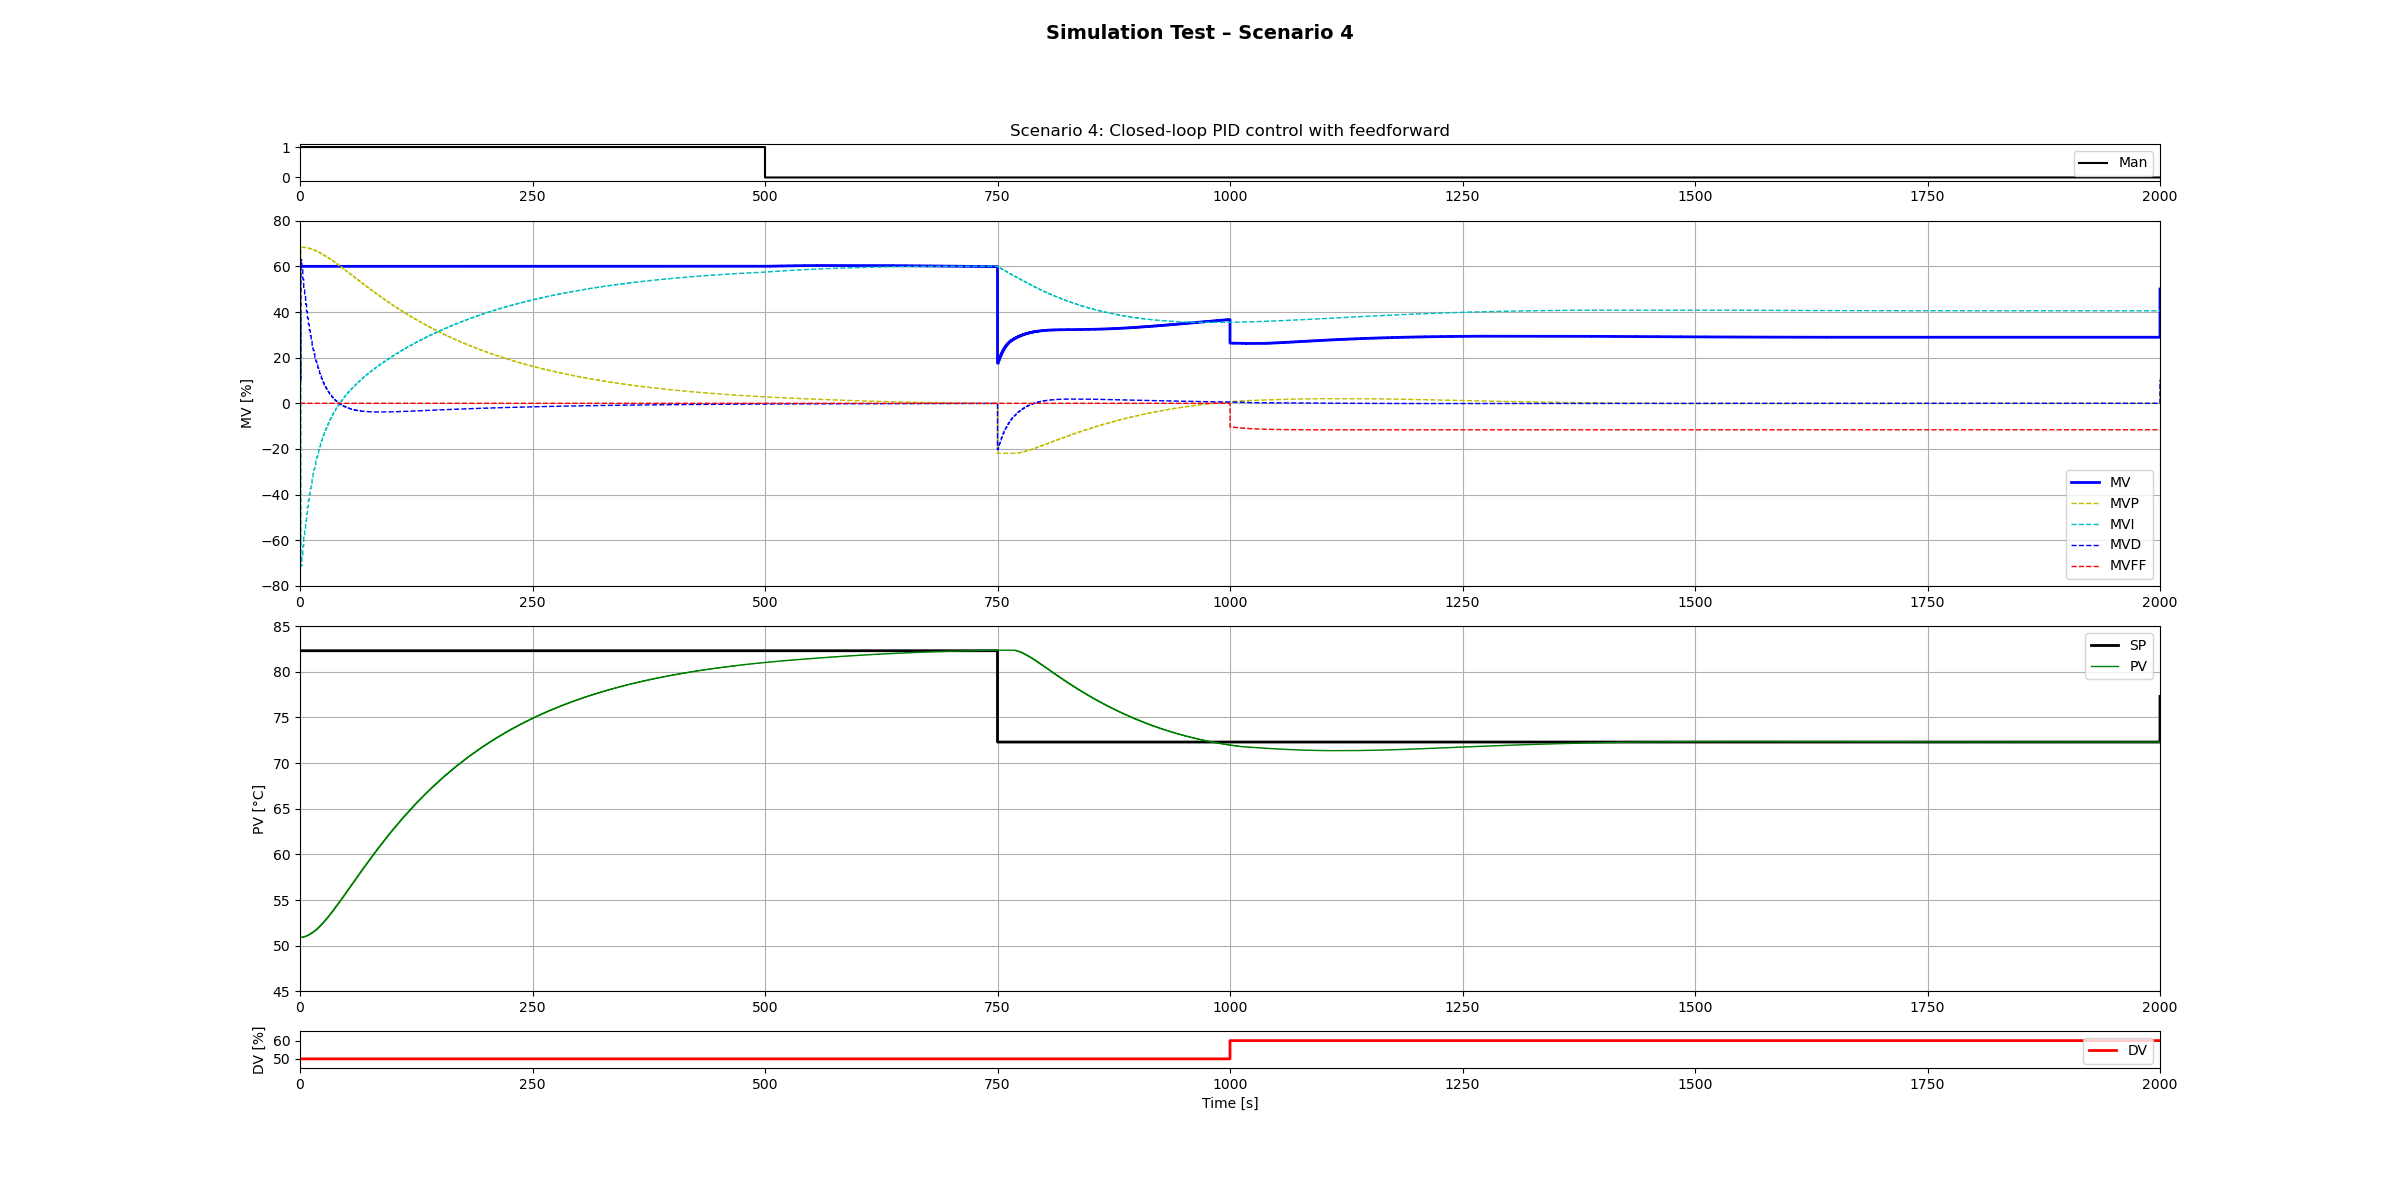 Simulation Test – Scenario 4
Scenario 4: Closed-loop PID control with feedforward
1
0
Man
0 250 500 750 1000 1250 1500 1750 2000
MV [%]
80
60
40
20
0
−20
−40
−60
−80
MV
MVP
MVI
MVD
MVFF
0 250 500 750 1000 1250 1500 1750 2000
PV [°C]
85
80
75
70
65
60
55
50
45
SP
PV
0 250 500 750 1000 1250 1500 1750 2000
DV [%]
60
50
DV
0 250 500 750 1000 1250 1500 1750 2000
Time [s]